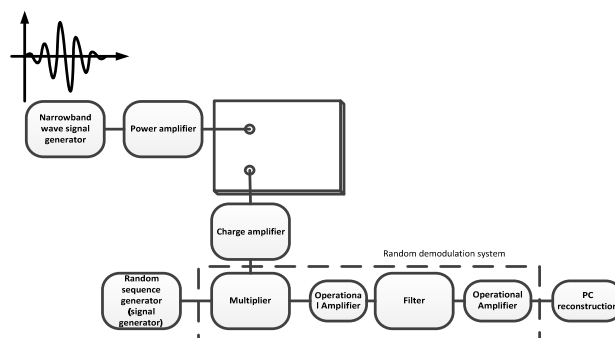 Narrowband
wave signal
generator
Power amplifier
Charge amplifier
Random demodulation system
Random
sequence
generator
(signal
generator)
Multiplier
Operationa
l Amplifier
Filter
Operational
Amplifier
PC
reconstruction